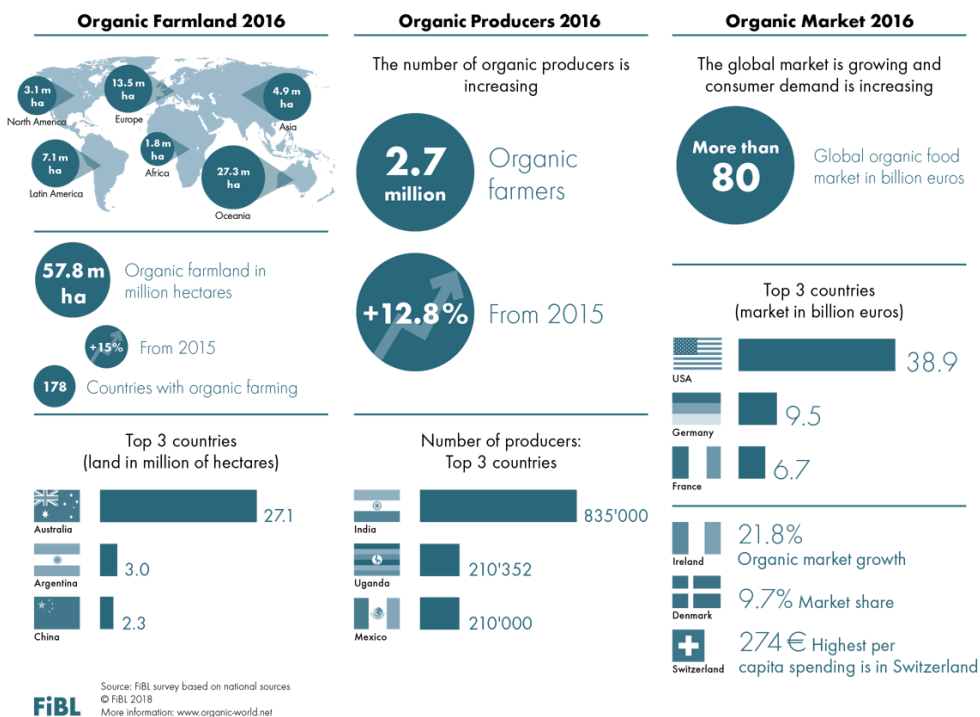 Organic Farmland 2016
3.1 m
ha
North America
13.5 m
ha
Europe
4.9 m
ha
Asia
7.1 m
ha
Latin America
1.8 m
ha
Africa
27.3 m
ha
Oceania
57.8 m
ha
Organic farmland in
million hectares
+15%
From 2015
178
Countries with organic farming
Top 3 countries
(land in million of hectares)
Australia
27.1
Argentina
3.0
China
2.3
Organic Producers 2016
The number of organic producers is
increasing
2.7
million
Organic
farmers
+12.8%
From 2015
Number of producers:
Top 3 countries
India
835'000
Uganda
210'352
Mexico
210'000
Organic Market 2016
The global market is growing and
consumer demand is increasing
More than
80
Global organic food
market in billion euros
Top 3 countries
(market in billion euros)
USA
38.9
Germany
9.5
France
6.7
Ireland
21.8%
Organic market growth
Denmark
9.7% Market share
Switzerland
274 € Highest per
capita spending is in Switzerland
FiBL
Source: FiBL survey based on national sources
© FiBL 2018
More information: www.organic-world.net